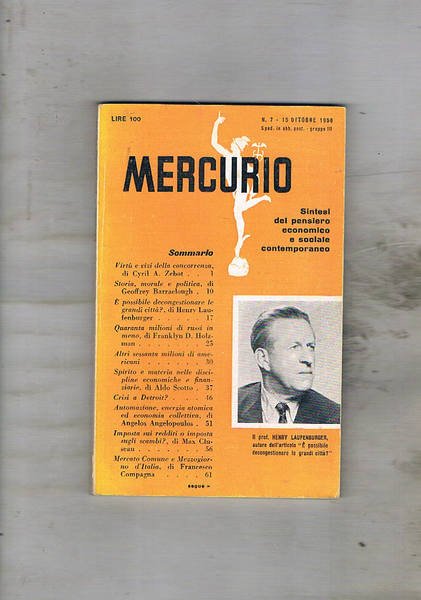 LIRE 100
N. 7 - 15 OTTOBRE 1958
Sped. in abb. post. - gruppo III
MERCURIO
Sintesi
del pensiero
economico
e sociale
contemporaneo
Sommario
Virtù e vizi della concorrenza,
di Cyril A. Zebot . . 1
Storia, morale e politica, di
Geoffrey Barraclough . 10
È possibile decongestionare le
grandi città?, di Henry Lau-
fenburger . . . . . 17
Quaranta milioni di russi in
meno, di Franklyn D. Holz-
man . . . . . . 25
Altri sessanta milioni di ame-
ricani . . . . . . 30
Spirito e materia nelle disci-
pline economiche e finan-
ziarie, di Aldo Scotto . 37
Crisi a Detroit? . . . 46
Automazione, energia atomica
ed economia collettiva, di
Angelos Angelopoulos . 51
Imposta sui redditi o imposta
sugli scambi?, di Max Clu-
seau . . . . . . 56
Mercato Comune e Mezzogior-
no d'Italia, di Francesco
Compagna . . . . 61
segue
Il prof. HENRY LAUFENBURGER,
autore dell'articolo "È possibile
decongestionare le grandi città?"